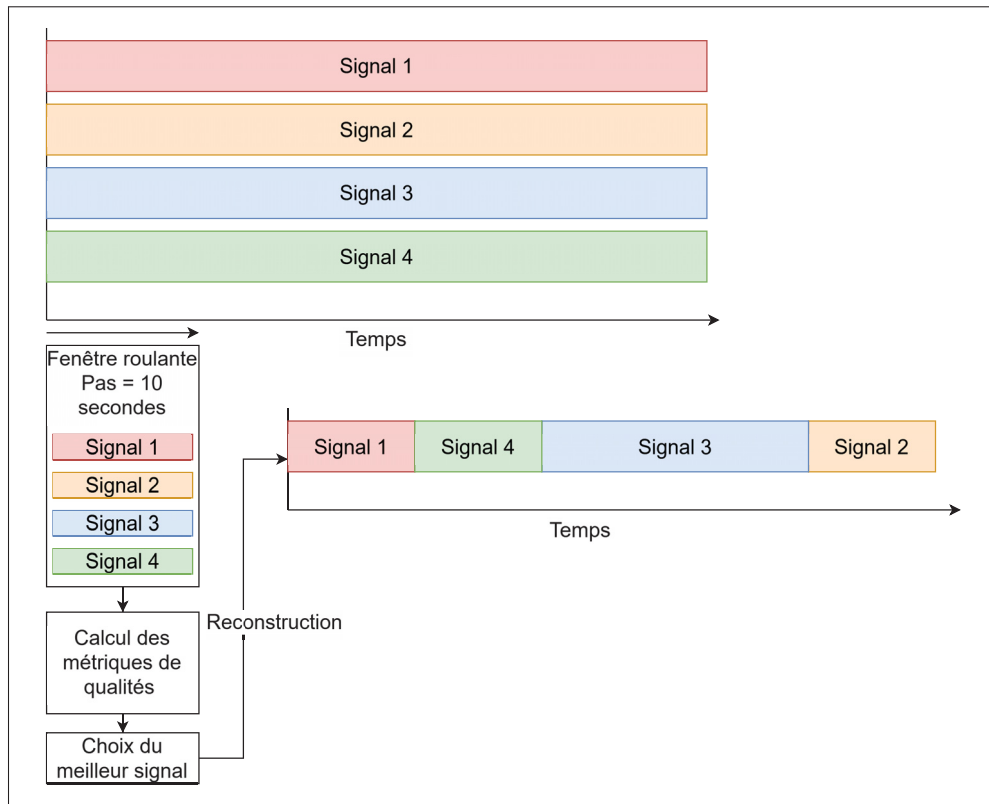 Signal 1
Signal 2
Signal 3
Signal 4
Temps
Fenêtre roulante
Pas = 10
secondes
Signal 1
Signal 2
Signal 3
Signal 4
Calcul des
métriques de
qualités
Choix du
meilleur signal
Reconstruction
Signal 1 Signal 4 Signal 3 Signal 2
Temps